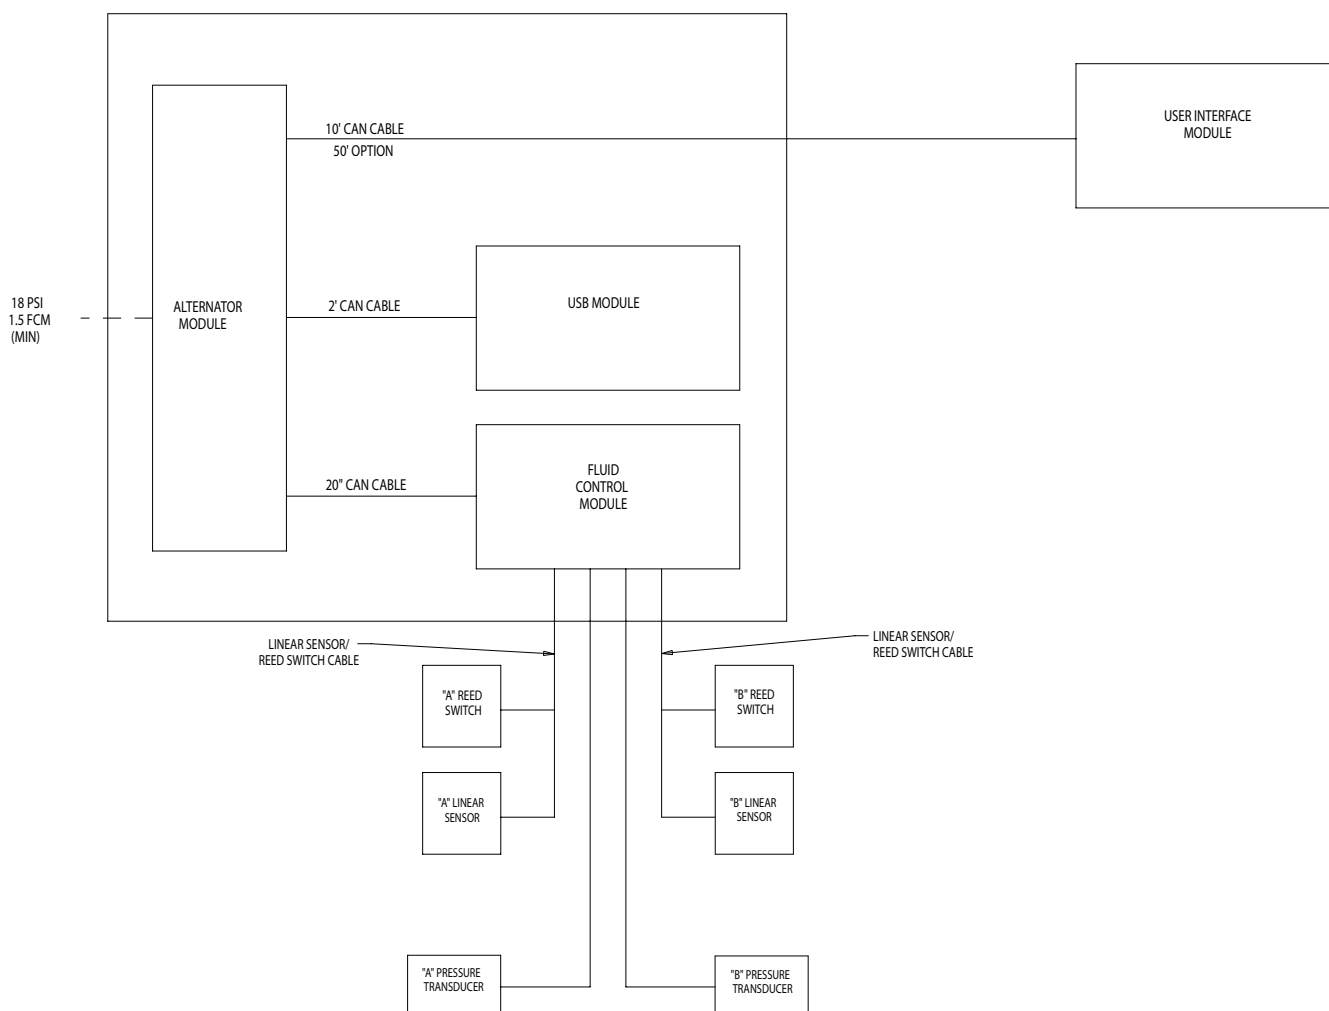 10' CAN CABLE
50' OPTION
USER INTERFACE
MODULE
18 PSI
1.5 FCM
(MIN)
ALTERNATOR
MODULE
2' CAN CABLE
USB MODULE
20" CAN CABLE
FLUID
CONTROL
MODULE
LINEAR SENSOR/
REED SWITCH CABLE
LINEAR SENSOR/
REED SWITCH CABLE
"A" REED
SWITCH
"B" REED
SWITCH
"A" LINEAR
SENSOR
"B" LINEAR
SENSOR
"A" PRESSURE
TRANSDUCER
"B" PRESSURE
TRANSDUCER